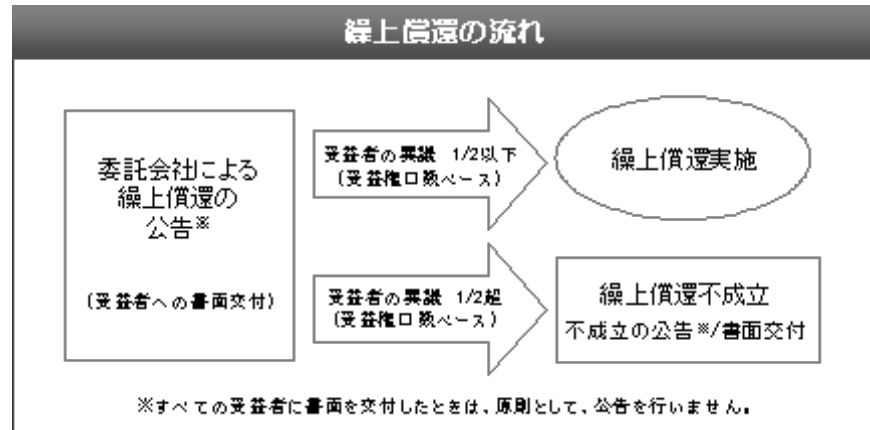 繰上償還の流れ
委託会社による
繰上償還の
公告※
(受益者への書面交付)
受益者の異議 1/2以下
(受益権口数ベース)
繰上償還実施
受益者の異議 1/2超
(受益権口数ベース)
繰上償還不成立
不成立の公告※/書面交付
※すべての受益者に書面を交付したときは、原則として、公告を行いません。